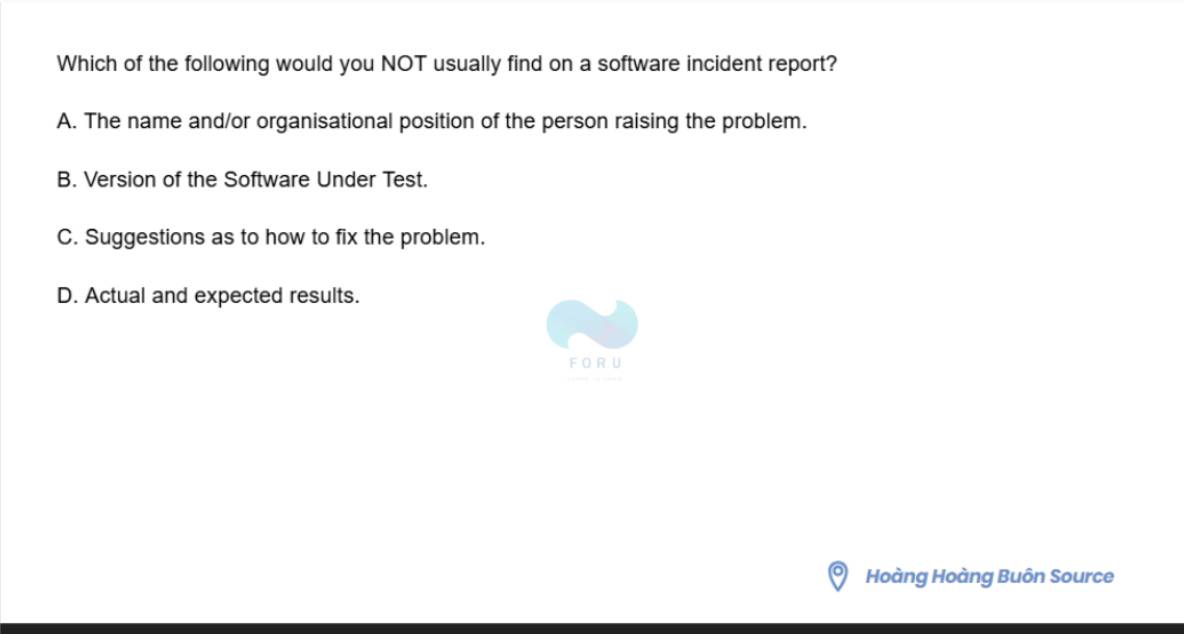 Which of the following would you NOT usually find on a software incident report?
A. The name and/or organisational position of the person raising the problem.
B. Version of the Software Under Test.
C. Suggestions as to how to fix the problem.
D. Actual and expected results.
FORU
Hoàng Hoàng Buôn Source